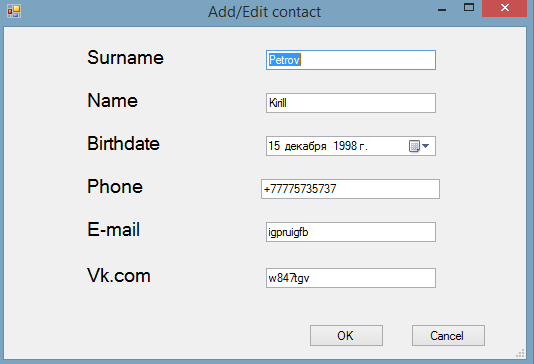 Add/Edit contact
Surname Petrov
Name Kirill
Birthdate 15 декабря 1998 г.
Phone +77775735737
E-mail igpruigfb
Vk.com w847tgv
OK Cancel